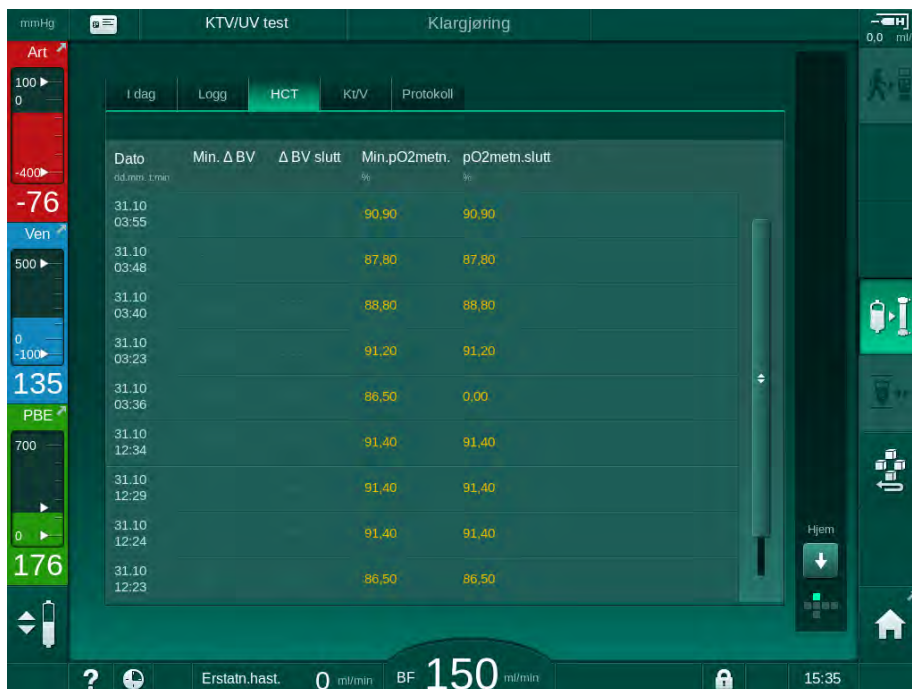 mmHg
KTV/UV test
Klargjøring
0,0 ml/
Art
100
0
-400
-76
Ven
500
0
-100
135
PBE
700
0
176
I dag Logg HCT Kt/V Protokoll
Dato Min. Δ BV Δ BV slutt Min.pO2metn. pO2metn.slutt
dd.mm. t:min % %
31.10
03:55 90,90 90,90
31.10
03:48 87,80 87,80
31.10
03:40 88,80 88,80
31.10
03:23 91,20 91,20
31.10
03:36 86,50 0,00
31.10
12:34 91,40 91,40
31.10
12:29 91,40 91,40
31.10
12:24 91,40 91,40
31.10
12:23 86,50 86,50
Hjem
? Erstatn.hast. 0 ml/min BF 150 ml/min 15:35